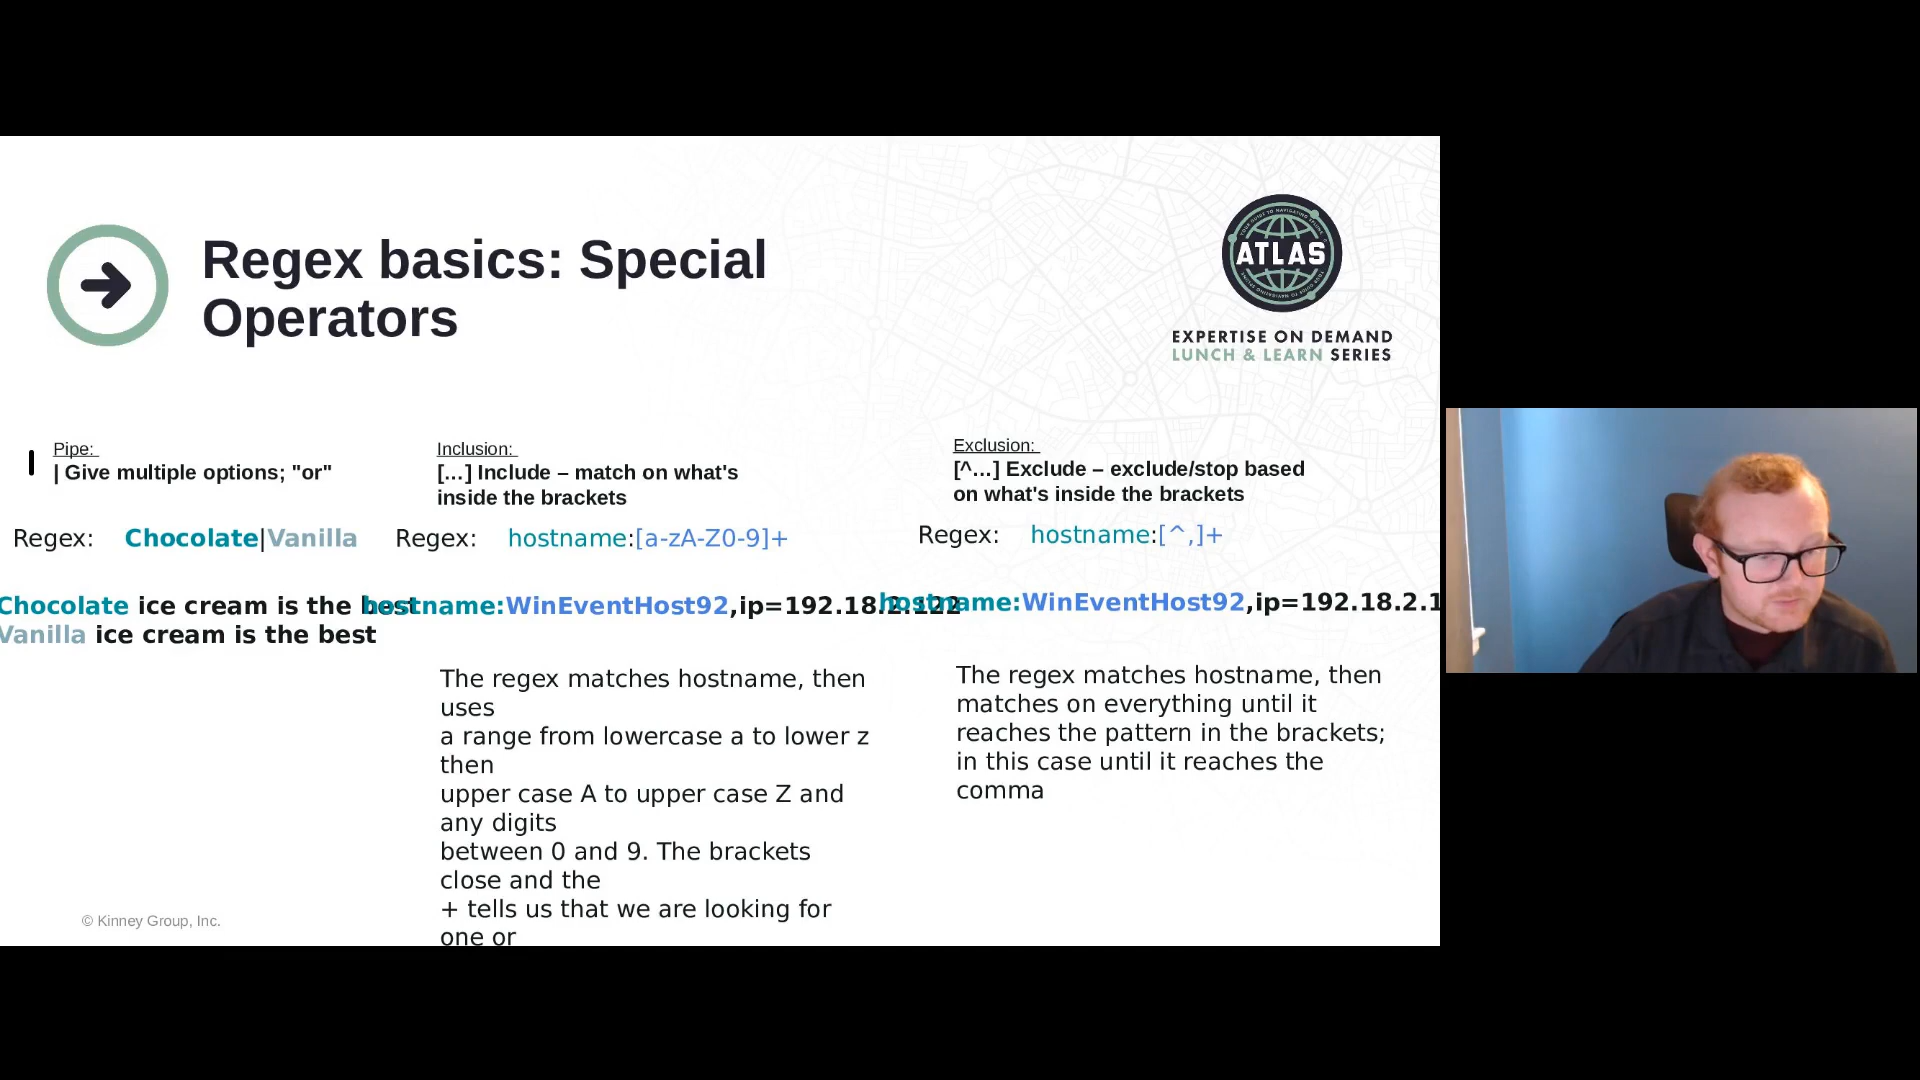 Regex basics: Special
Operators
ATLAS
EXPERTISE ON DEMAND
LUNCH & LEARN SERIES
Pipe:
| Give multiple options; "or"
Regex: Chocolate|Vanilla
Chocolate ice cream is the best
Vanilla ice cream is the best
Inclusion:
[...] Include – match on what's
inside the brackets
Regex: hostname:[a-zA-Z0-9]+
hostname:WinEventHost92,ip=192.18.2.122
The regex matches hostname, then
uses
a range from lowercase a to lower z
then
upper case A to upper case Z and
any digits
between 0 and 9. The brackets
close and the
+ tells us that we are looking for
one or
Exclusion:
[^...] Exclude – exclude/stop based
on what's inside the brackets
Regex: hostname:[^,]+
hostname:WinEventHost92,ip=192.18.2.1
The regex matches hostname, then
matches on everything until it
reaches the pattern in the brackets;
in this case until it reaches the
comma
© Kinney Group, Inc.